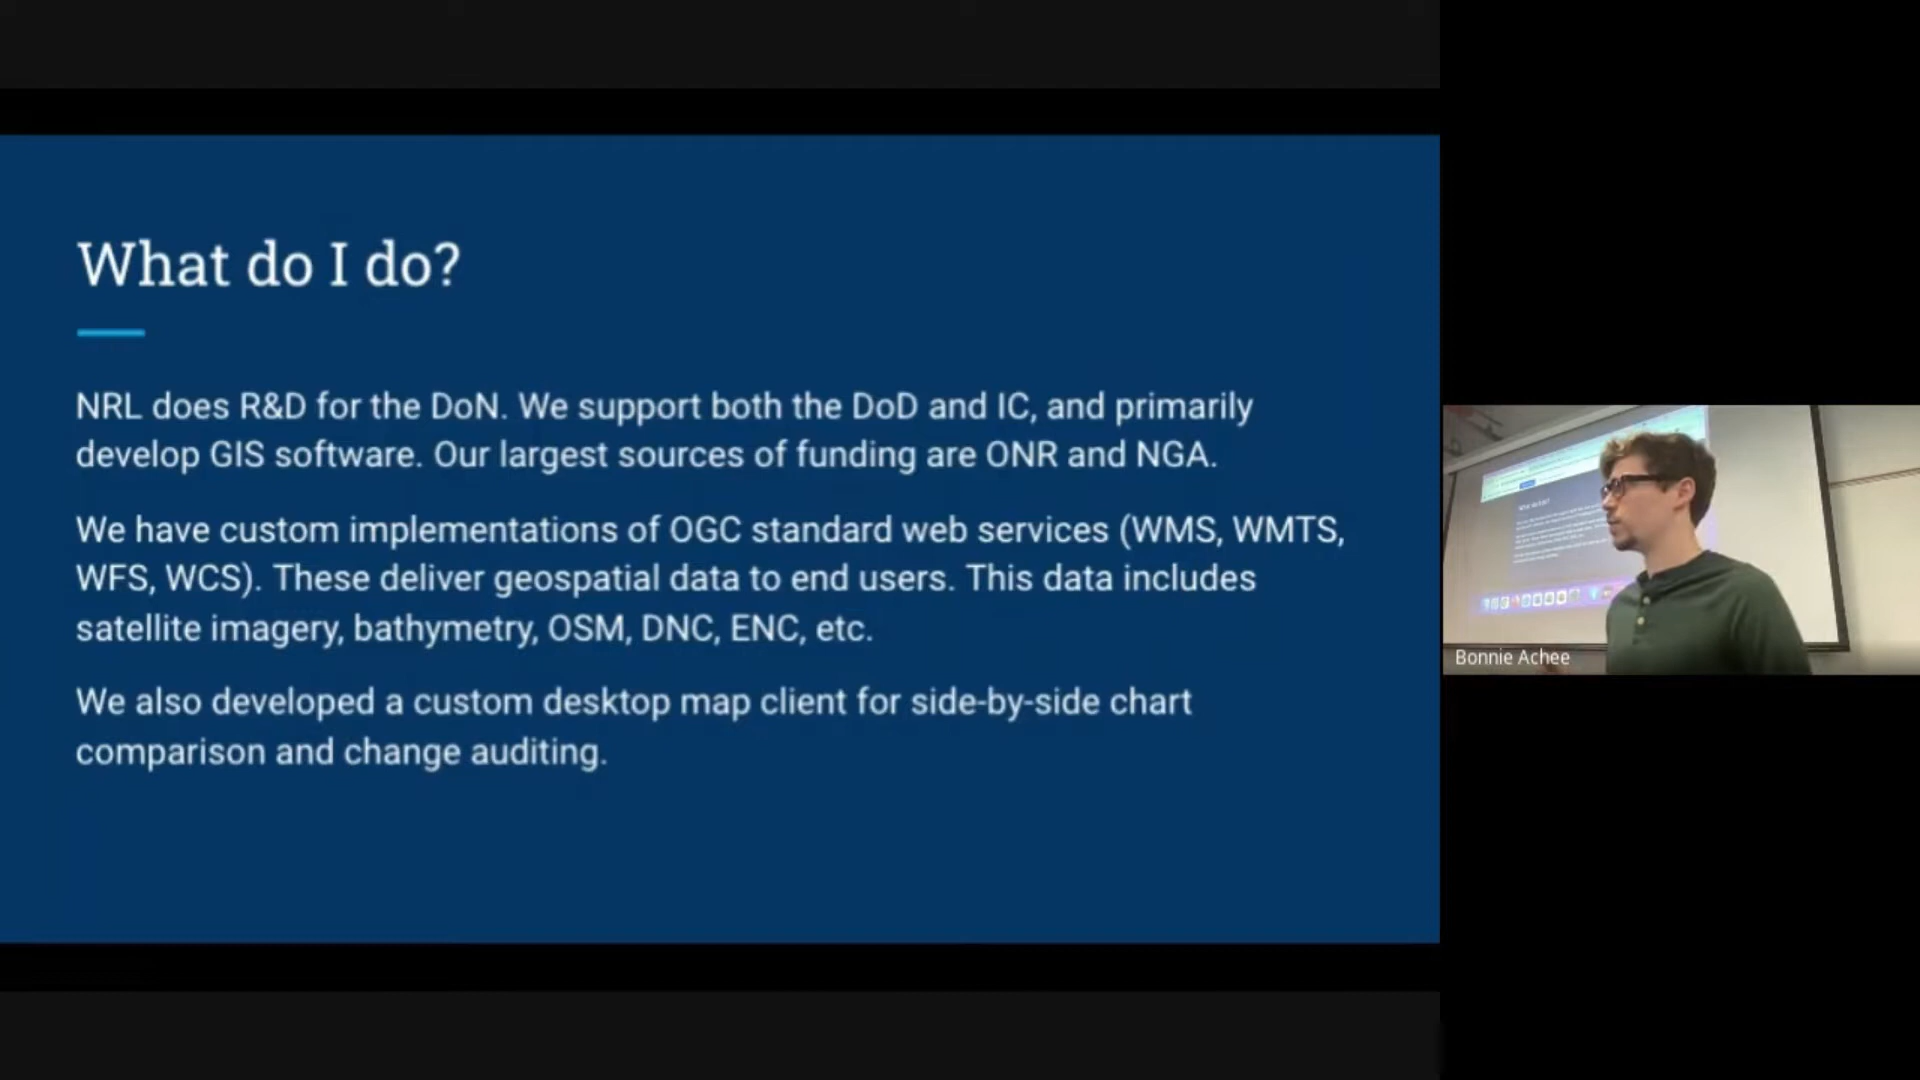 What do I do?
NRL does R&D for the DoN. We support both the DoD and IC, and primarily
develop GIS software. Our largest sources of funding are ONR and NGA.
We have custom implementations of OGC standard web services (WMS, WMTS,
WFS, WCS). These deliver geospatial data to end users. This data includes
satellite imagery, bathymetry, OSM, DNC, ENC, etc.
We also developed a custom desktop map client for side-by-side chart
comparison and change auditing.
Bonnie Achee